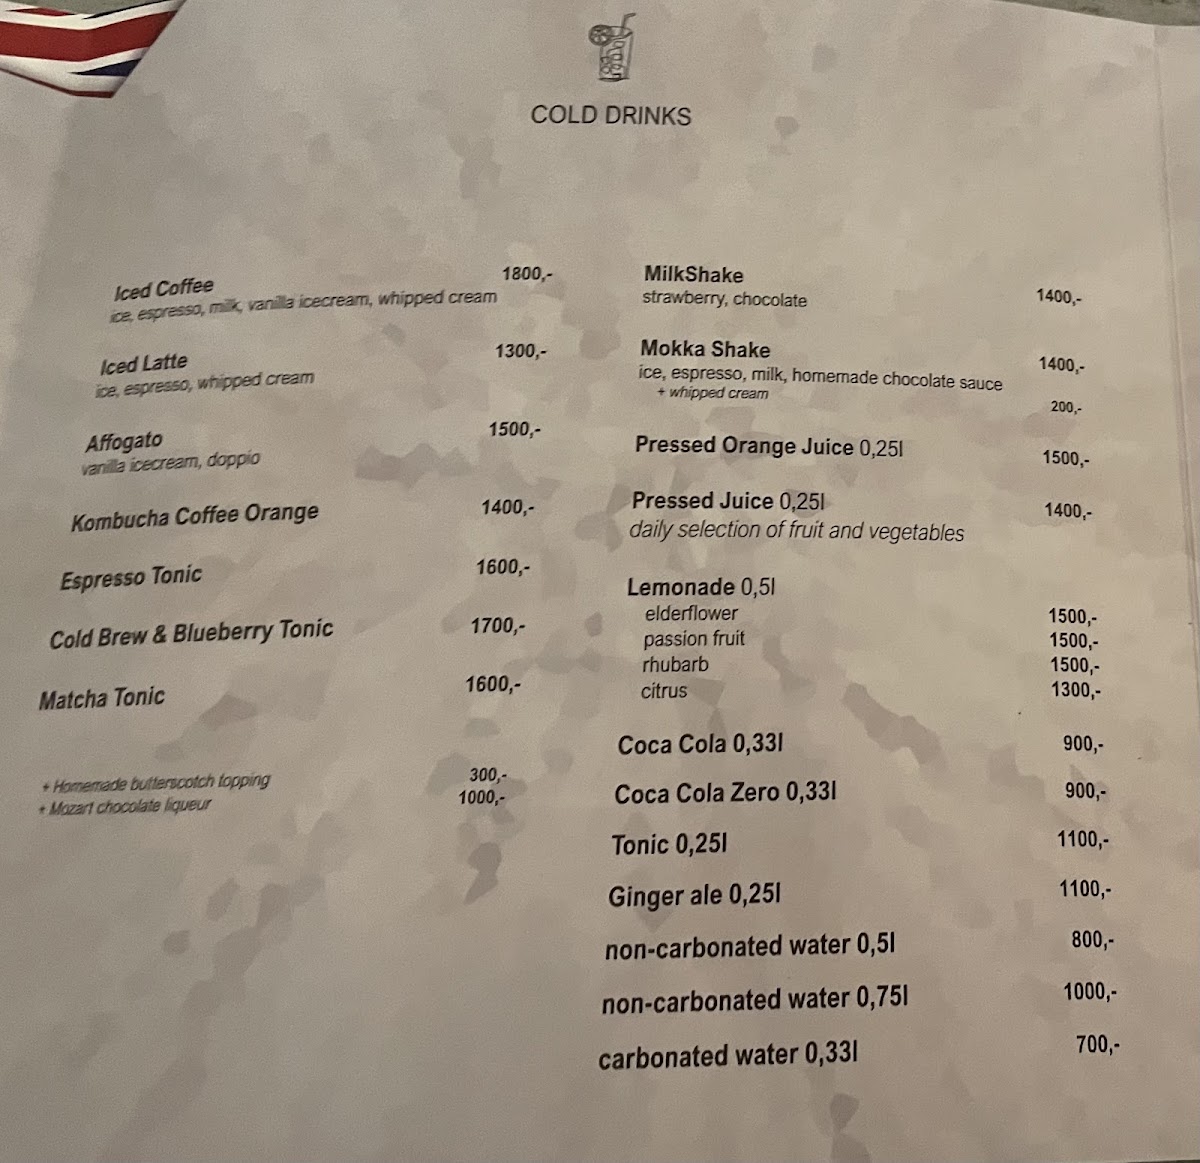 COLD DRINKS
Iced Coffee 1800,-
ice, espresso, milk, vanilla icecream, whipped cream
Iced Latte 1300,-
ice, espresso, whipped cream
Affogato 1500,-
vanilla icecream, doppio
Kombucha Coffee Orange 1400,-
Espresso Tonic 1600,-
Cold Brew & Blueberry Tonic 1700,-
Matcha Tonic 1600,-
+ Homemade butterscotch topping 300,-
+ Mozart chocolate liqueur 1000,-
MilkShake
strawberry, chocolate 1400,-
Mokka Shake 1400,-
ice, espresso, milk, homemade chocolate sauce
+ whipped cream 200,-
Pressed Orange Juice 0,25l 1500,-
Pressed Juice 0,25l 1400,-
daily selection of fruit and vegetables
Lemonade 0,5l
elderflower 1500,-
passion fruit 1500,-
rhubarb 1500,-
citrus 1300,-
Coca Cola 0,33l 900,-
Coca Cola Zero 0,33l 900,-
Tonic 0,25l 1100,-
Ginger ale 0,25l 1100,-
non-carbonated water 0,5l 800,-
non-carbonated water 0,75l 1000,-
carbonated water 0,33l 700,-